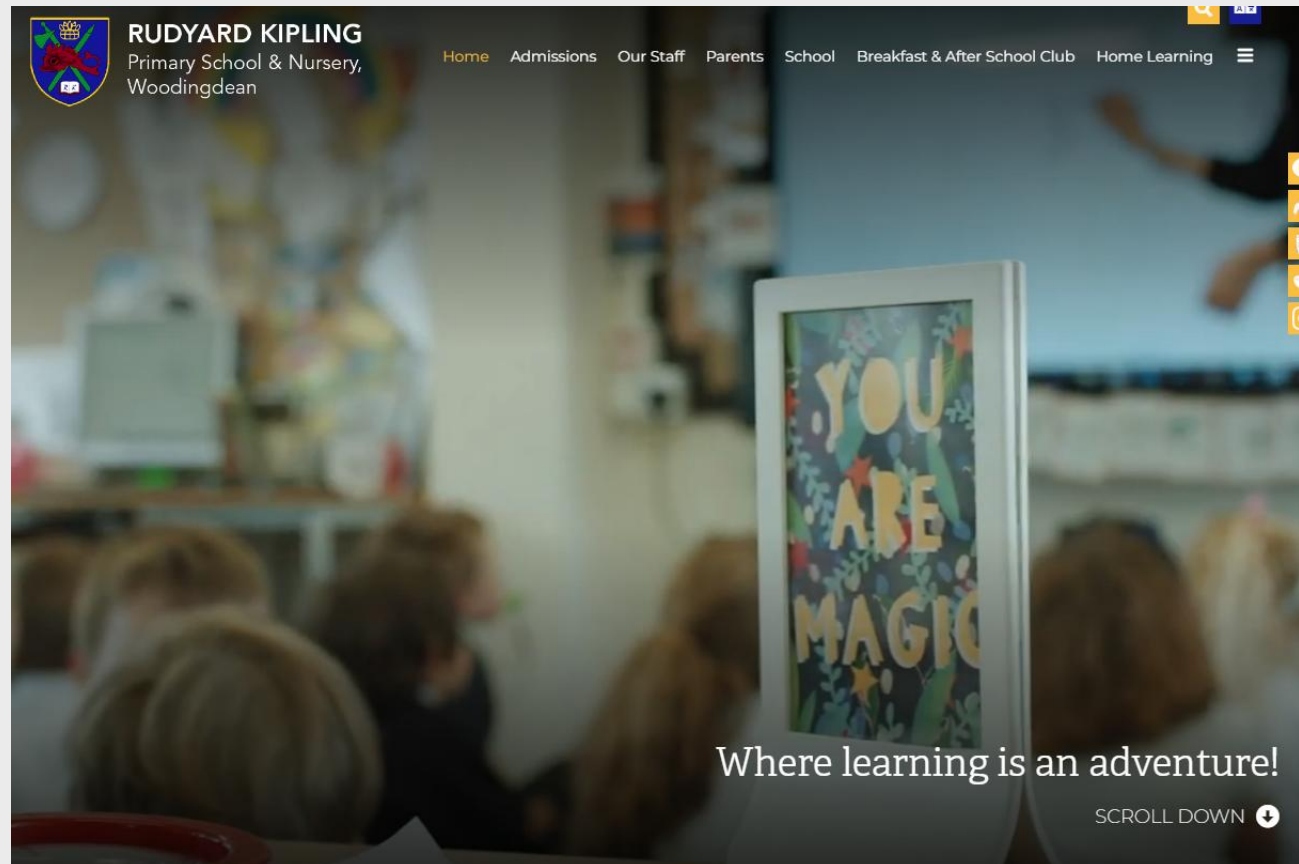 RUDYARD KIPLING
Primary School & Nursery,
Woodingdean
Home Admissions Our Staff Parents School Breakfast & After School Club Home Learning
YOU
ARE
MAGIC
Where learning is an adventure!
SCROLL DOWN